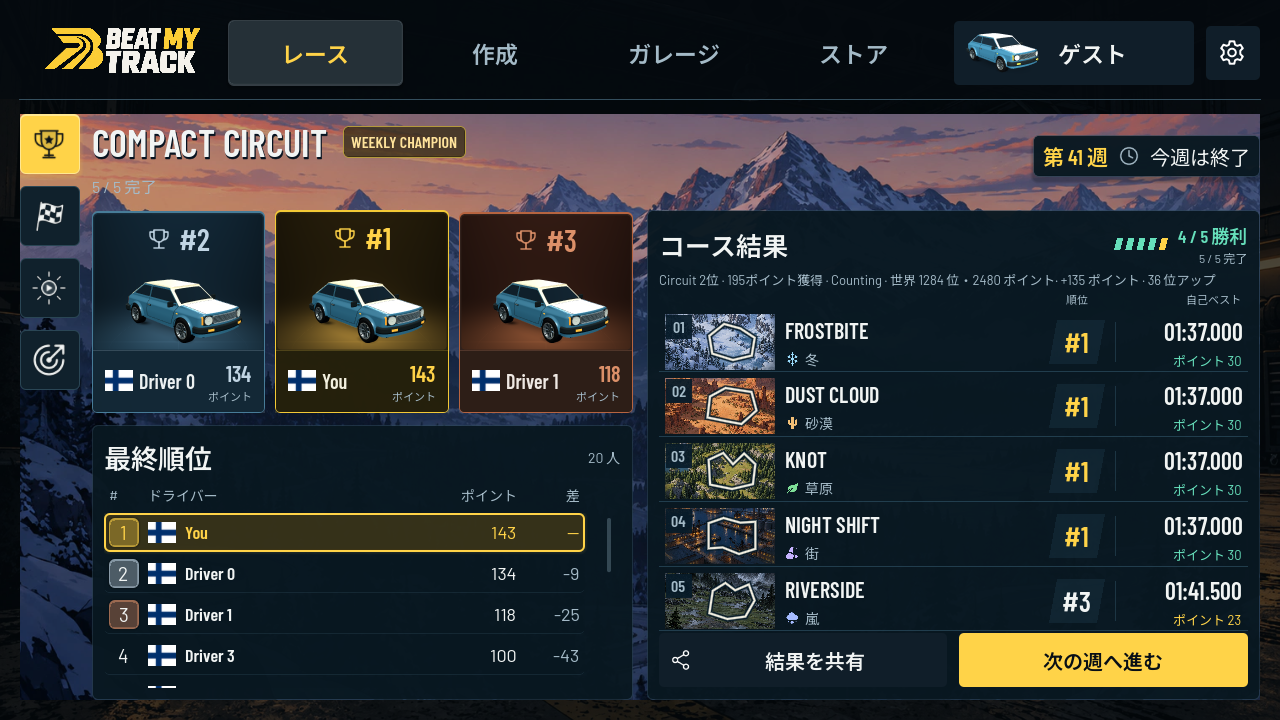 BEAT MY TRACK
レース
作成
ガレージ
ストア
ゲスト
COMPACT CIRCUIT
WEEKLY CHAMPION
5 / 5 完了
第 41 週
今週は終了
#2
Driver 0
134
ポイント
#1
You
143
ポイント
#3
Driver 1
118
ポイント
最終順位
20 人
# ドライバー ポイント 差
1 You 143 —
2 Driver 0 134 -9
3 Driver 1 118 -25
4 Driver 3 100 -43
コース結果
4 / 5 勝利
5 / 5 完了
Circuit 2位 · 195ポイント獲得 · Counting · 世界 1284 位 • 2480 ポイント · +135 ポイント · 36 位アップ
順位 自己ベスト
01 FROSTBITE #1 01:37.000
冬 ポイント 30
02 DUST CLOUD #1 01:37.000
砂漠 ポイント 30
03 KNOT #1 01:37.000
草原 ポイント 30
04 NIGHT SHIFT #1 01:37.000
街 ポイント 30
05 RIVERSIDE #3 01:41.500
嵐 ポイント 23
結果を共有
次の週へ進む